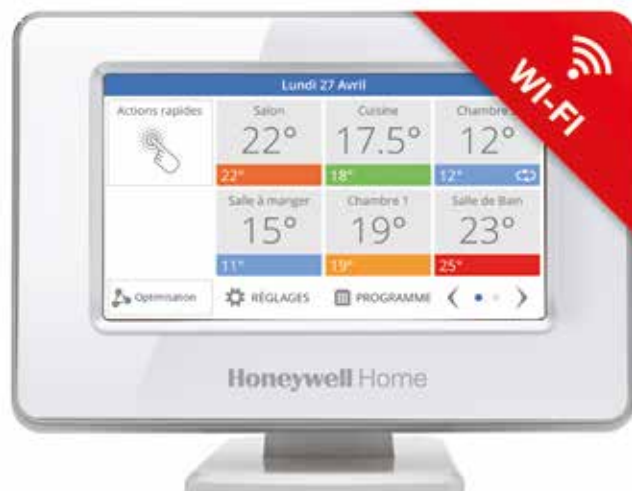 WI-FI
Lundi 27 Avril
Actions rapides
Salon
22°
22°
Cuisine
17.5°
18°
Chambre
12°
12°
Salle à manger
15°
11°
Chambre 1
19°
19°
Salle de Bain
23°
25°
Optimisation
RÉGLAGES
PROGRAMME
Honeywell Home